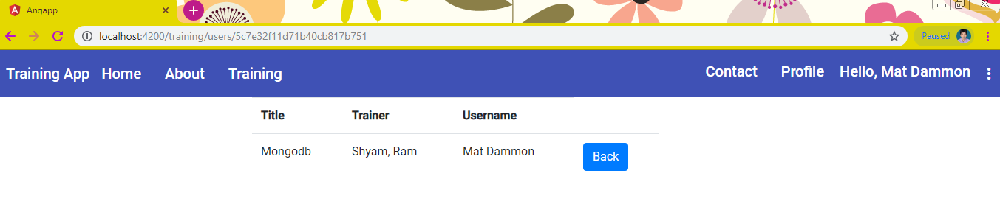 Angapp
localhost:4200/training/users/5c7e32f11d71b40cb817b751
Paused
Training App Home About Training Contact Profile Hello, Mat Dammon
Title Trainer Username
Mongodb Shyam, Ram Mat Dammon Back